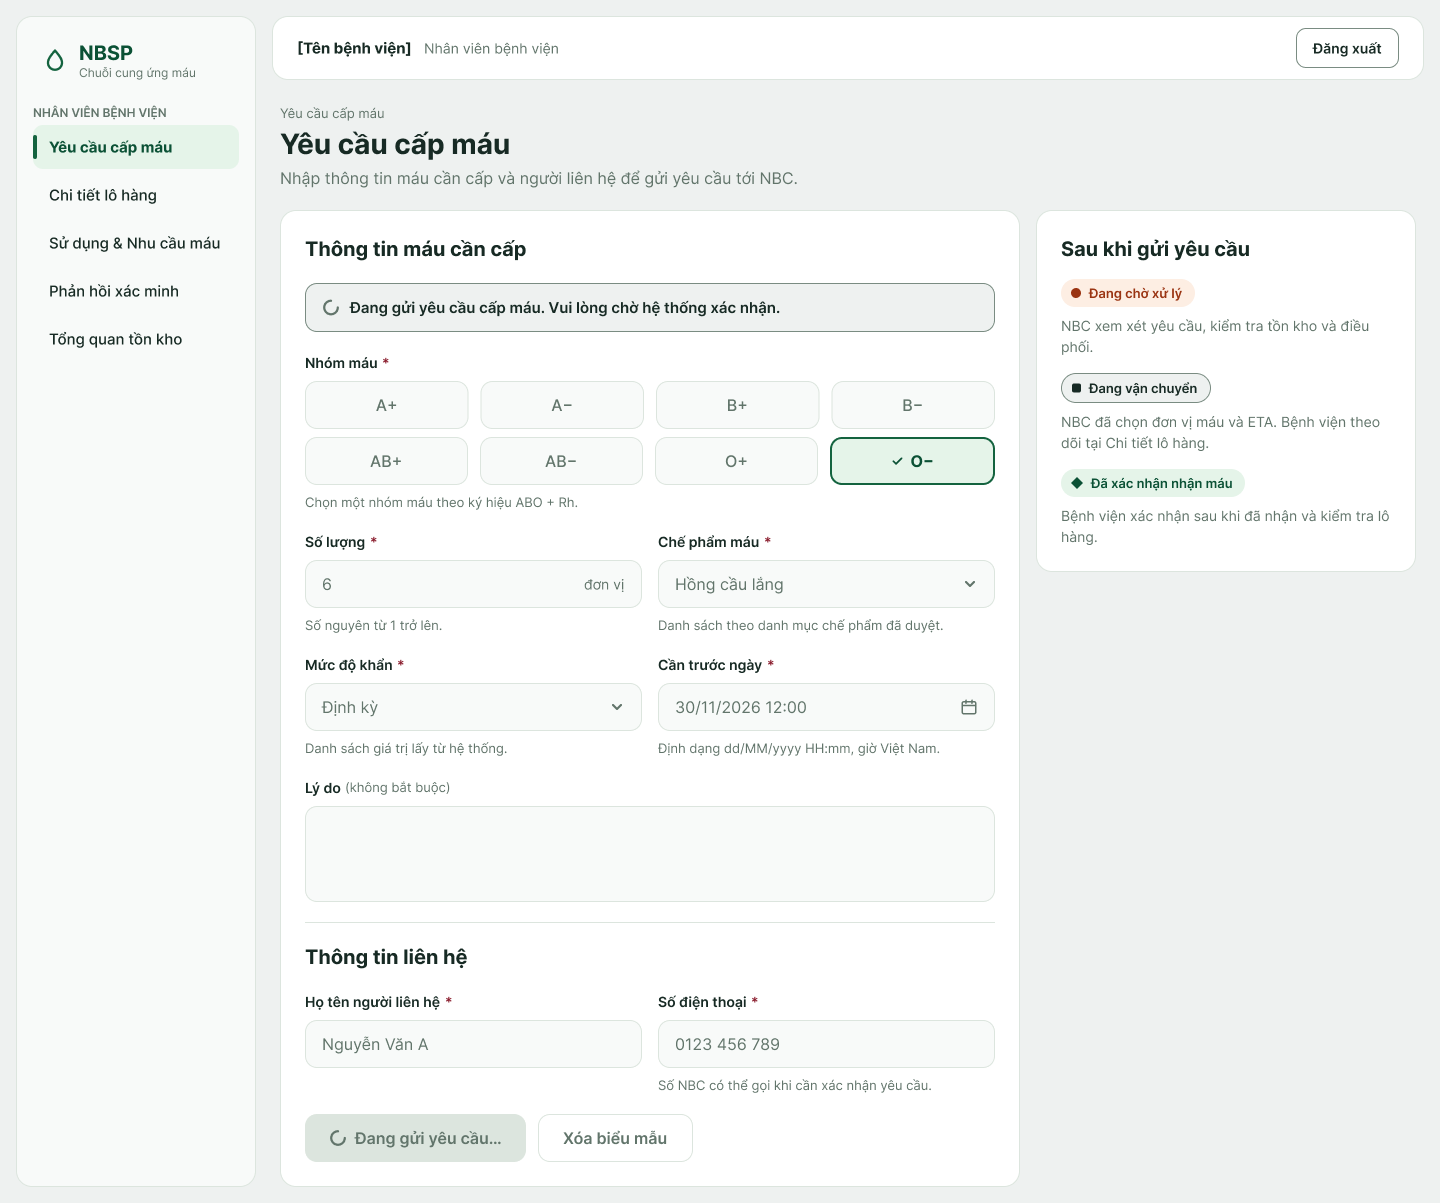 NBSP
Chuỗi cung ứng máu
NHÂN VIÊN BỆNH VIỆN
Yêu cầu cấp máu
Chi tiết lô hàng
Sử dụng & Nhu cầu máu
Phản hồi xác minh
Tổng quan tồn kho
[Tên bệnh viện] Nhân viên bệnh viện
Đăng xuất
Yêu cầu cấp máu
Yêu cầu cấp máu
Nhập thông tin máu cần cấp và người liên hệ để gửi yêu cầu tới NBC.
Thông tin máu cần cấp
Đang gửi yêu cầu cấp máu. Vui lòng chờ hệ thống xác nhận.
Nhóm máu *
A+ A− B+ B−
AB+ AB− O+ O−
Chọn một nhóm máu theo ký hiệu ABO + Rh.
Số lượng * Chế phẩm máu *
6 đơn vị Hồng cầu lắng
Số nguyên từ 1 trở lên. Danh sách theo danh mục chế phẩm đã duyệt.
Mức độ khẩn * Cần trước ngày *
Định kỳ 30/11/2026 12:00
Danh sách giá trị lấy từ hệ thống. Định dạng dd/MM/yyyy HH:mm, giờ Việt Nam.
Lý do (không bắt buộc)
Thông tin liên hệ
Họ tên người liên hệ * Số điện thoại *
Nguyễn Văn A 0123 456 789
Số NBC có thể gọi khi cần xác nhận yêu cầu.
Đang gửi yêu cầu... Xóa biểu mẫu
Sau khi gửi yêu cầu
Đang chờ xử lý
NBC xem xét yêu cầu, kiểm tra tồn kho và điều
phối.
Đang vận chuyển
NBC đã chọn đơn vị máu và ETA. Bệnh viện theo
dõi tại Chi tiết lô hàng.
Đã xác nhận nhận máu
Bệnh viện xác nhận sau khi đã nhận và kiểm tra lô
hàng.